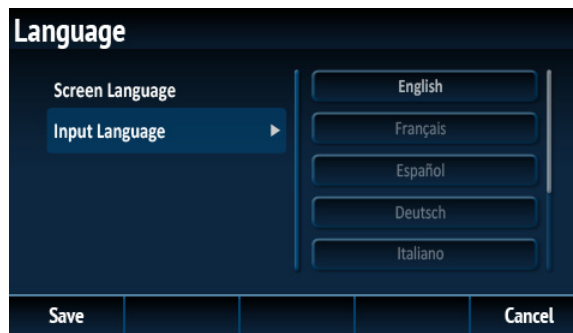 Language
Screen Language
Input Language
English
Français
Español
Deutsch
Italiano
Save
Cancel